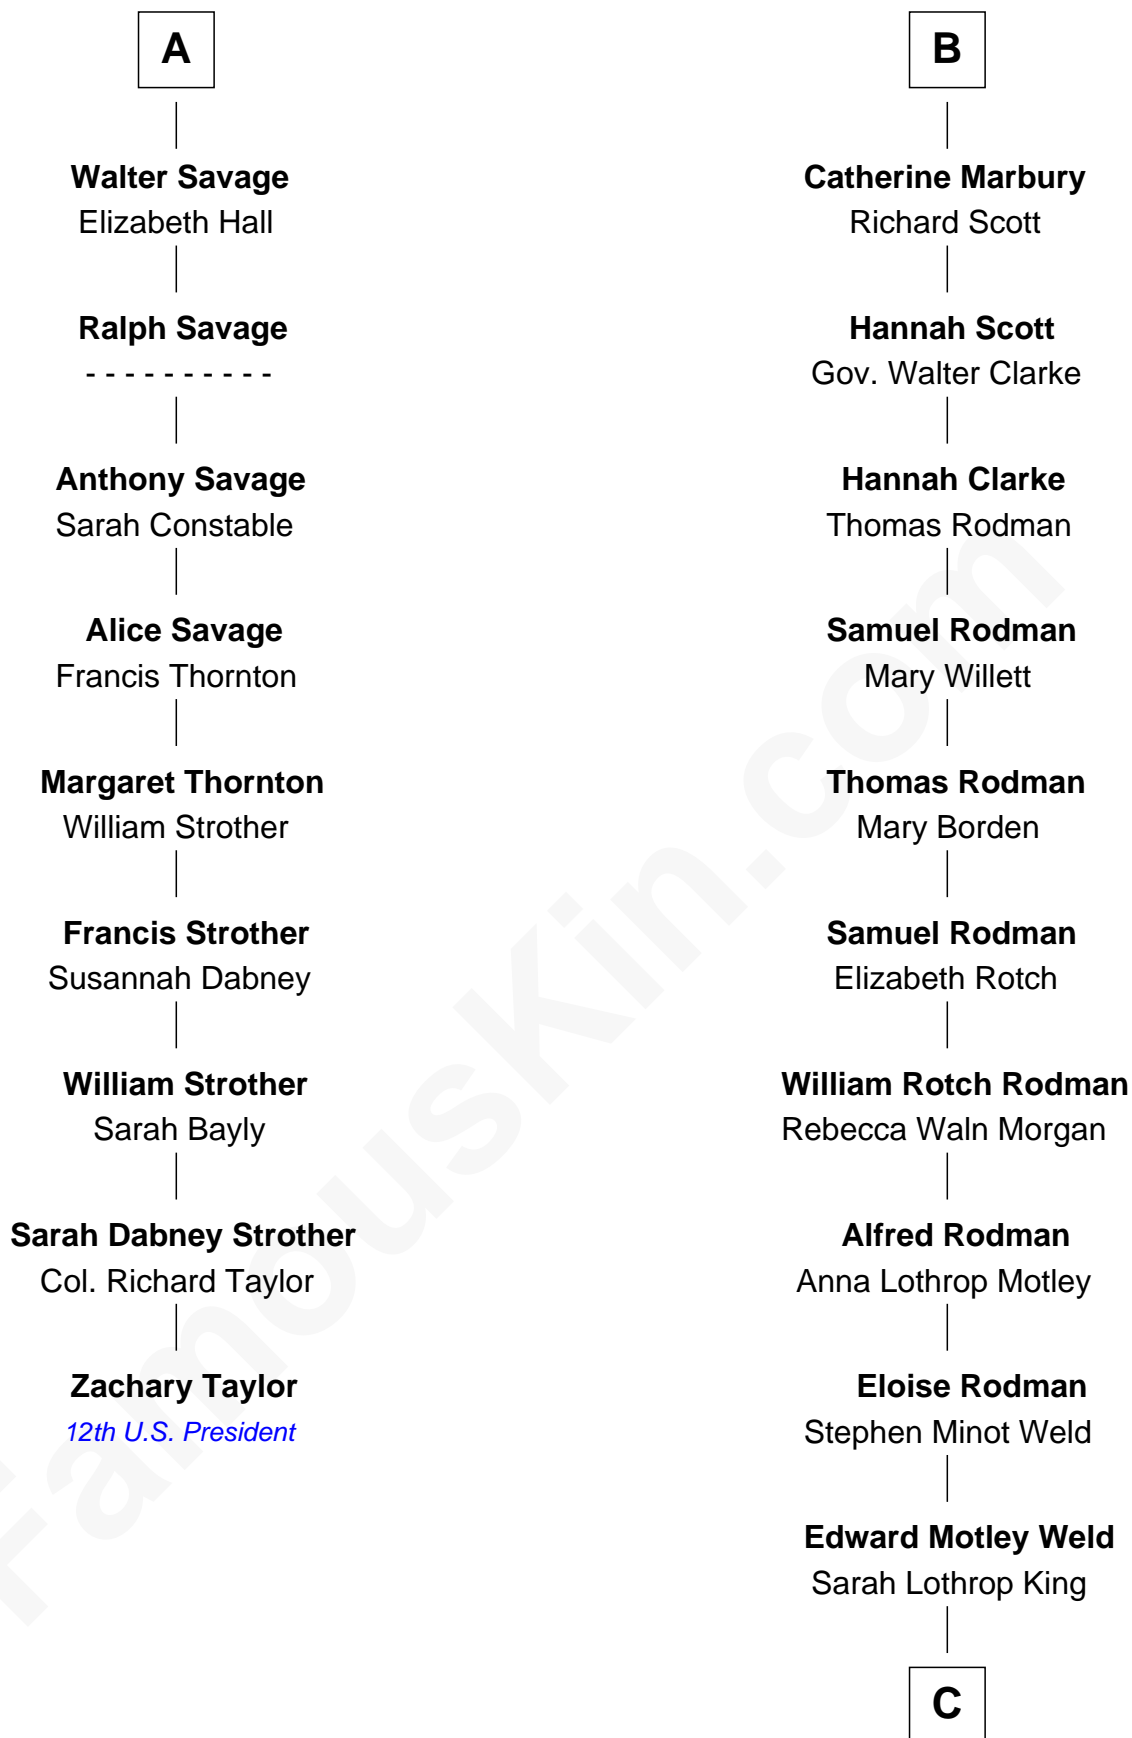 A
Walter Savage
Elizabeth Hall
Ralph Savage
- - - - - - - - - -
Anthony Savage
Sarah Constable
Alice Savage
Francis Thornton
Margaret Thornton
William Strother
Francis Strother
Susannah Dabney
William Strother
Sarah Bayly
Sarah Dabney Strother
Col. Richard Taylor
Zachary Taylor
12th U.S. President
B
Catherine Marbury
Richard Scott
Hannah Scott
Gov. Walter Clarke
Hannah Clarke
Thomas Rodman
Samuel Rodman
Mary Willett
Thomas Rodman
Mary Borden
Samuel Rodman
Elizabeth Rotch
William Rotch Rodman
Rebecca Waln Morgan
Alfred Rodman
Anna Lothrop Motley
Eloise Rodman
Stephen Minot Weld
Edward Motley Weld
Sarah Lothrop King
C
FamousKin.com